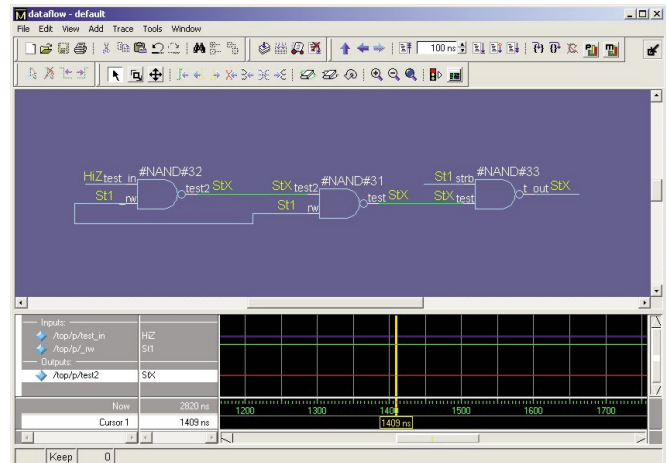 dataflow - default
File Edit View Add Trace Tools Window
100 ns
#NAND#32
#NAND#31
#NAND#33
HiZ test_in
St1 _rw
test2 StX
StX test2
St1 rw
test StX
St1 strb
StX test
t_out StX
Inputs:
/top/p/test_in HiZ
/top/p/_rw St1
Outputs:
/top/p/test2 StX
Now 2820 ns
Cursor 1 1409 ns
1200 1300 1400 1500 1600 1700
1409 ns
Keep 0